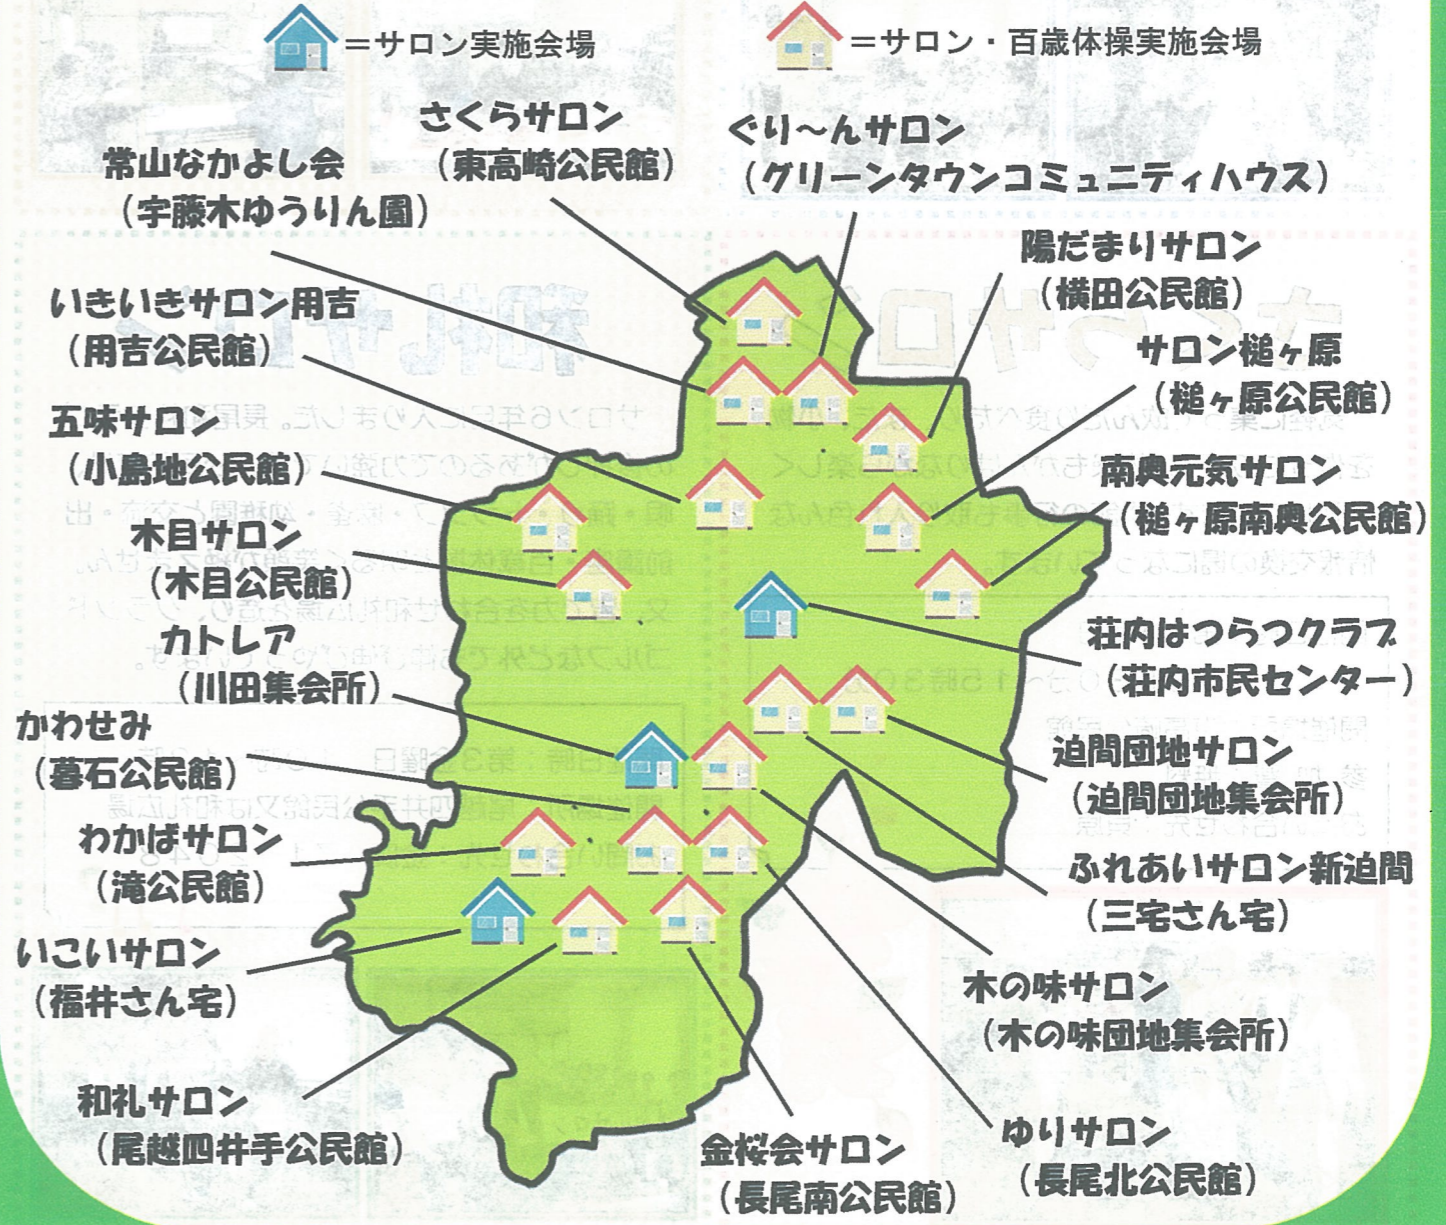 =サロン実施会場
=サロン・百歳体操実施会場
さくらサロン
(東高崎公民館)
ぐり～んサロン
(グリーンタウンコミュニティハウス)
常山なかよし会
(宇藤木ゆうりん園)
陽だまりサロン
(横田公民館)
いきいきサロン用吉
(用吉公民館)
サロン槌ヶ原
(槌ヶ原公民館)
五味サロン
(小島地公民館)
南奥元気サロン
(槌ヶ原南奥公民館)
木目サロン
(木目公民館)
荘内はつらつクラブ
(荘内市民センター)
カトレア
(川田集会所)
かわせみ
(暮石公民館)
迫間団地サロン
(迫間団地集会所)
わかばサロン
(滝公民館)
ふれあいサロン新迫間
(三宅さん宅)
いこいサロン
(福井さん宅)
木の味サロン
(木の味団地集会所)
和礼サロン
(尾越四井手公民館)
金桜会サロン
(長尾南公民館)
ゆりサロン
(長尾北公民館)